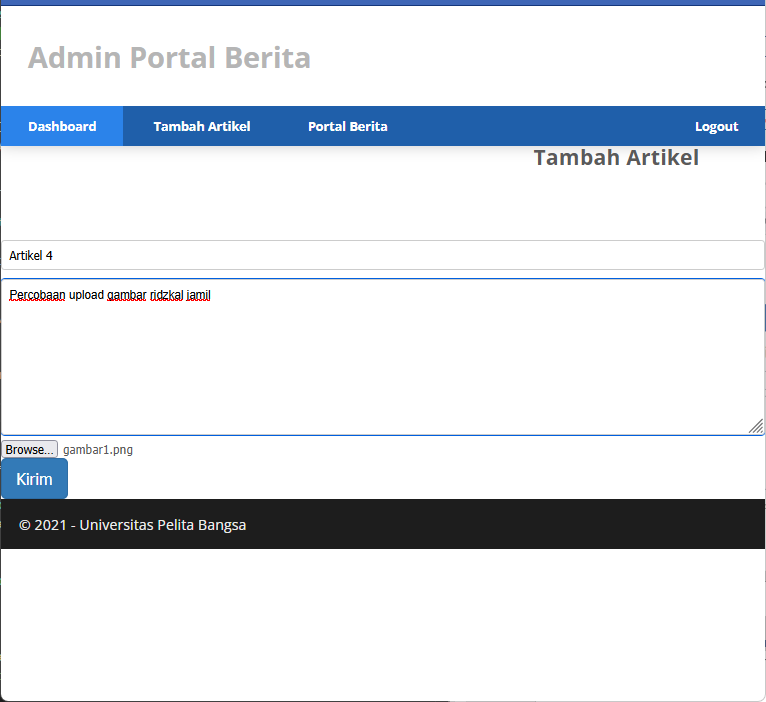 Admin Portal Berita
Dashboard Tambah Artikel Portal Berita Logout
Tambah Artikel
Artikel 4
Percobaan upload gambar ridzkal jamil
Browse... gambar1.png
Kirim
© 2021 - Universitas Pelita Bangsa